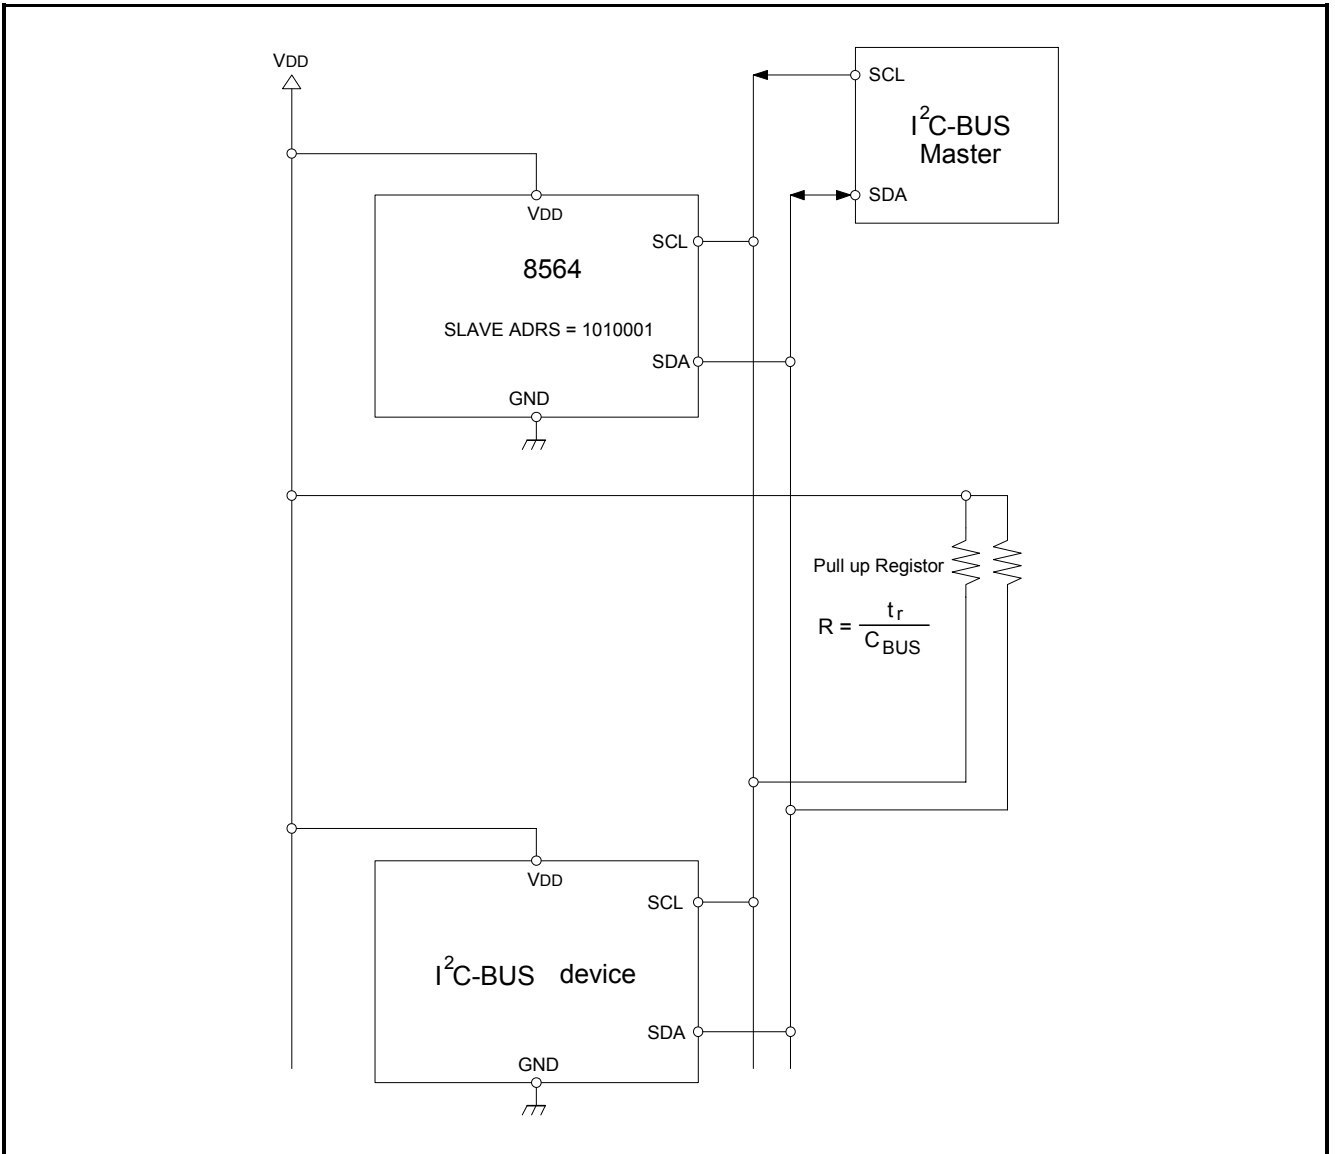 VDD
SCL
I2C-BUS
Master
SDA
VDD
SCL
8564
SLAVE ADRS = 1010001
SDA
GND
Pull up Registor
R = tr / CBUS
VDD
SCL
I2C-BUS device
SDA
GND